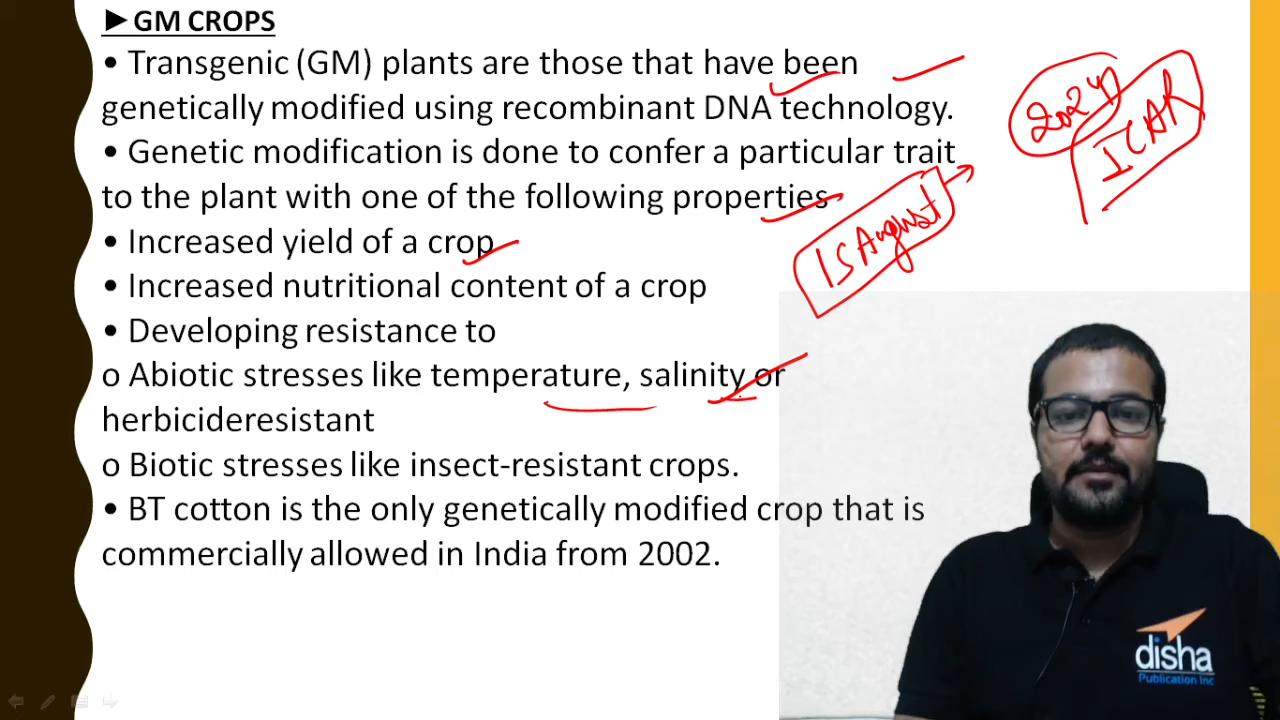 ►GM CROPS
• Transgenic (GM) plants are those that have been
genetically modified using recombinant DNA technology.
• Genetic modification is done to confer a particular trait
to the plant with one of the following properties
• Increased yield of a crop
• Increased nutritional content of a crop
• Developing resistance to
o Abiotic stresses like temperature, salinity or
herbicideresistant
o Biotic stresses like insect-resistant crops.
• BT cotton is the only genetically modified crop that is
commercially allowed in India from 2002.
2024
ICAR
15 August
disha
Publication Inc